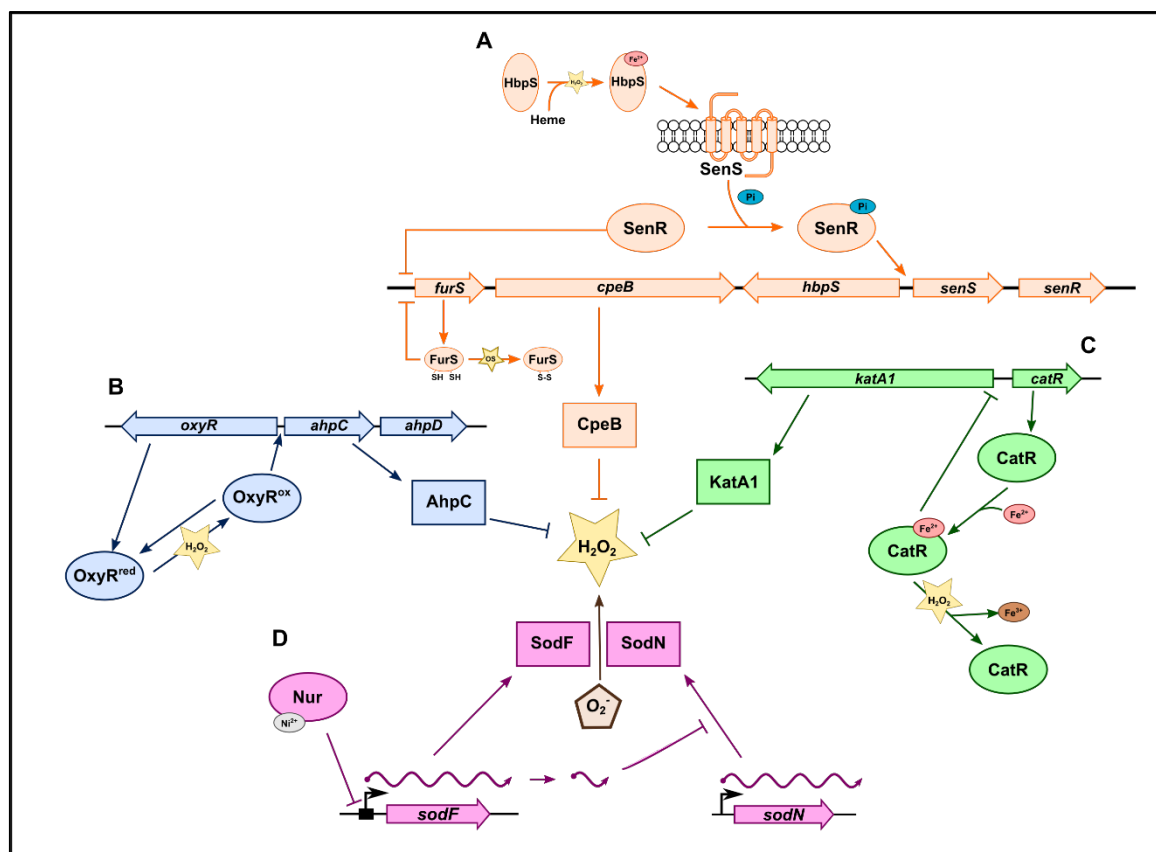 A
HbpS
H₂O₂
Fe²⁺
HbpS
Heme
SenS
Pi
SenR
Pi
SenR
furS
cpeB
hbpS
senS
senR
FurS
SH SH
OS
FurS
S-S
B
oxyR
ahpC
ahpD
OxyRᵒˣ
H₂O₂
OxyRʳᵉᵈ
AhpC
CpeB
H₂O₂
C
katA1
catR
KatA1
CatR
Fe²⁺
Fe²⁺
CatR
H₂O₂
Fe³⁺
CatR
D
SodF
SodN
O₂⁻
Nur
Ni²⁺
sodF
sodN